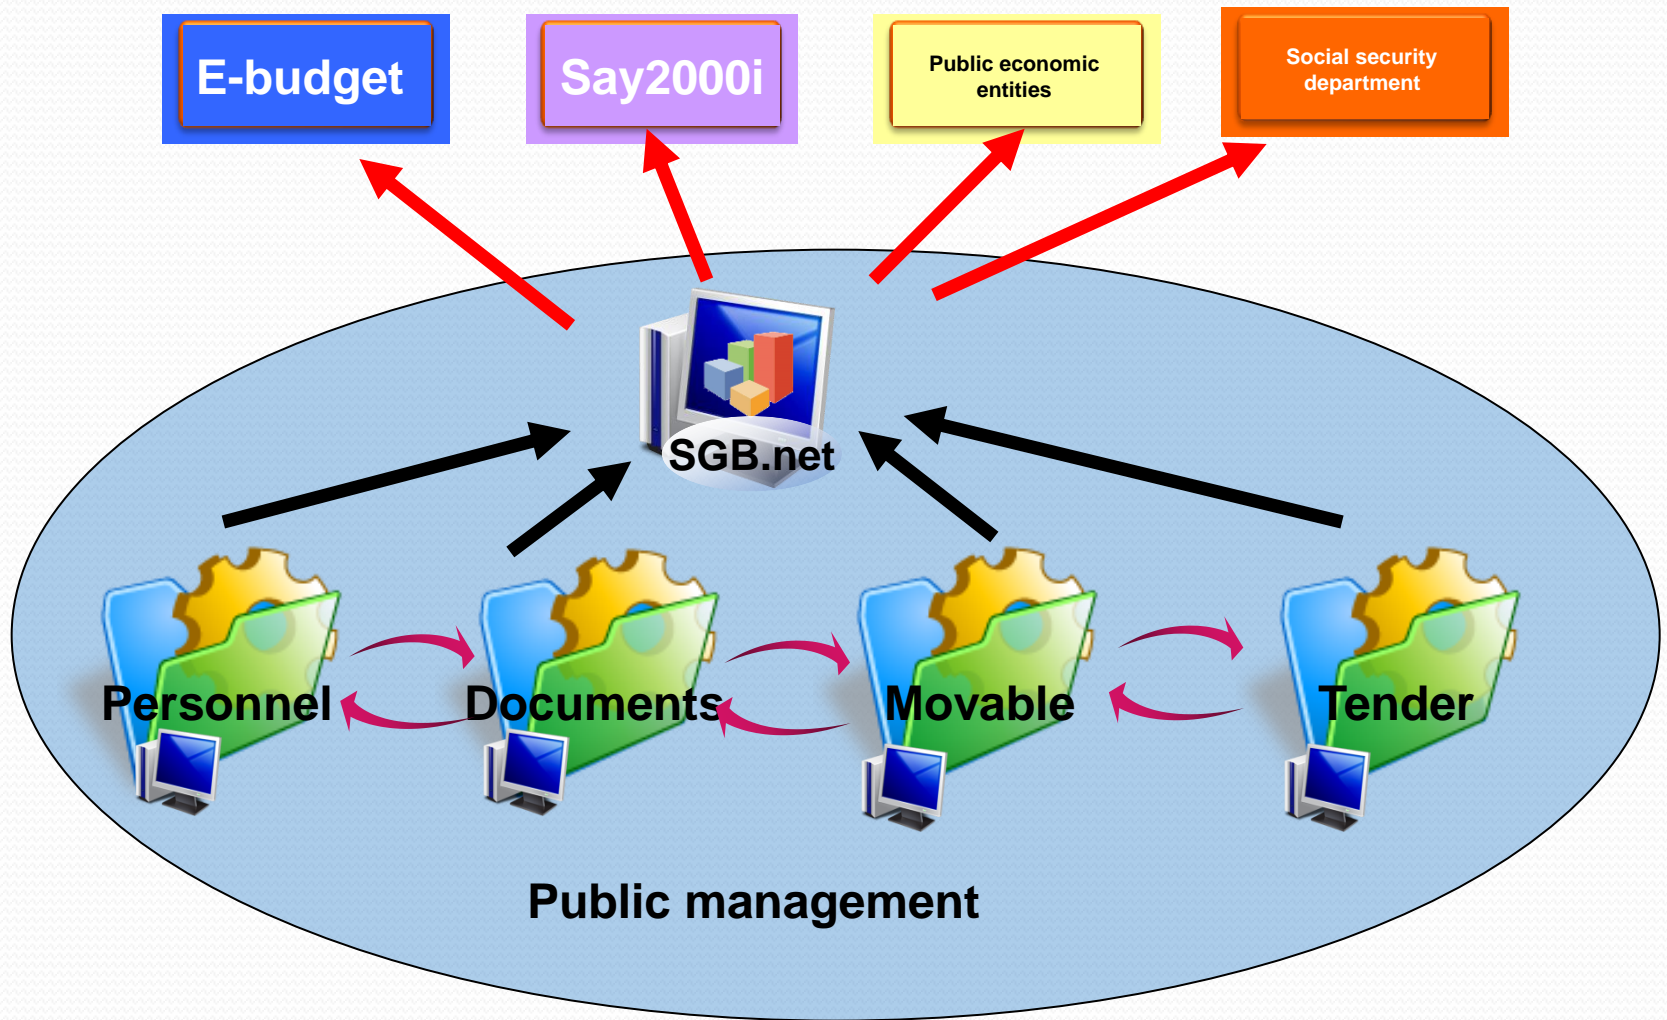 E-budget
Say2000i
Public economic
entities
Social security
department
SGB.net
Personnel
Documents
Movable
Tender
Public management